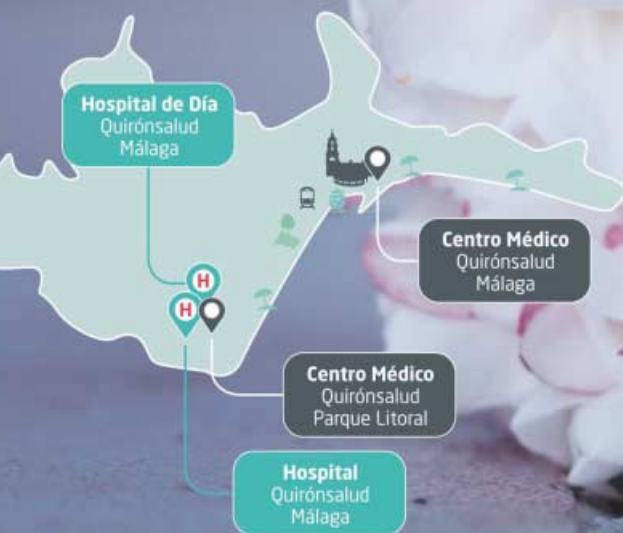 Hospital de Día
Quirónsalud
Málaga
H
H
Centro Médico
Quirónsalud
Málaga
Centro Médico
Quirónsalud
Parque Litoral
Hospital
Quirónsalud
Málaga